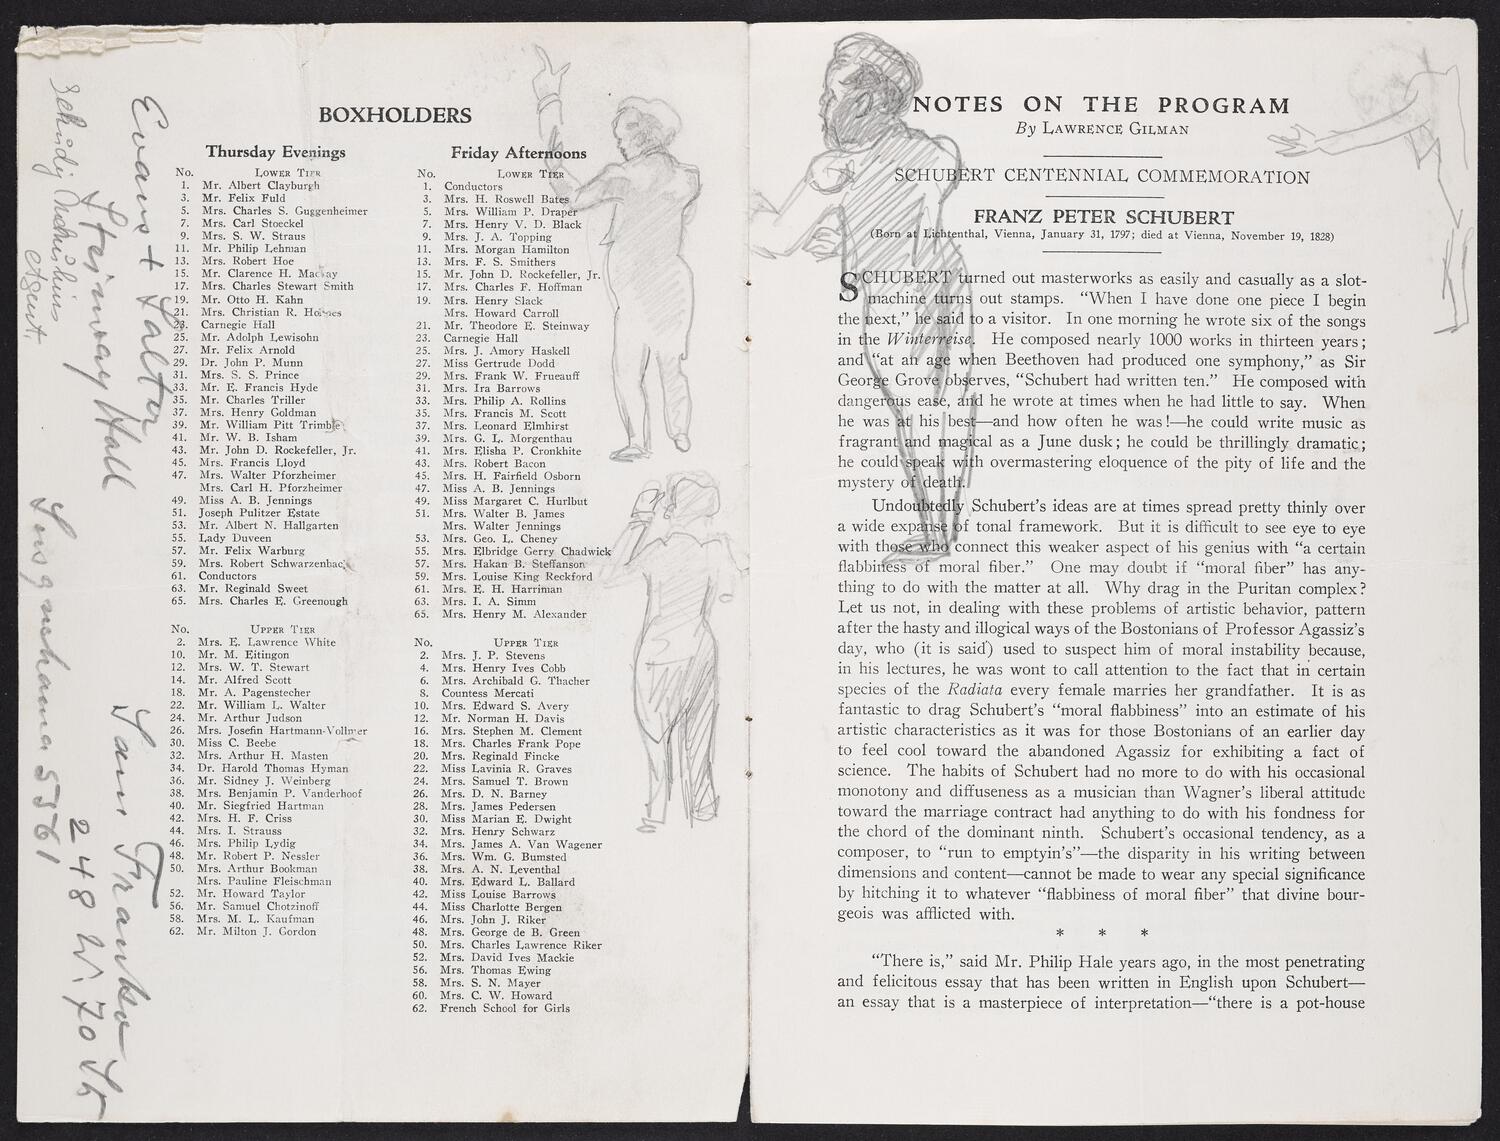 BOXHOLDERS
Thursday Evenings
No. LOWER TIER
1. Mr. Albert Clayburgh
3. Mr. Felix Fuld
5. Mrs. Charles S. Guggenheimer
7. Mrs. Carl Stoeckel
9. Mrs. S. W. Straus
11. Mr. Philip Lehman
13. Mrs. Robert Hoe
15. Mr. Clarence H. Mackay
17. Mrs. Charles Stewart Smith
19. Mr. Otto H. Kahn
21. Mrs. Christian R. Holmes
23. Carnegie Hall
25. Mr. Adolph Lewisohn
27. Mr. Felix Arnold
29. Dr. John P. Munn
31. Mrs. S. S. Prince
33. Mr. E. Francis Hyde
35. Mr. Charles Triller
37. Mrs. Henry Goldman
39. Mr. William Pitt Trimble
41. Mr. W. B. Isham
43. Mr. John D. Rockefeller, Jr.
45. Mrs. Francis Lloyd
47. Mrs. Walter Pforzheimer
Mrs. Carl H. Pforzheimer
49. Miss A. B. Jennings
51. Joseph Pulitzer Estate
53. Mr. Albert N. Hallgarten
55. Lady Duveen
57. Mr. Felix Warburg
59. Mrs. Robert Schwarzenbach
61. Conductors
63. Mr. Reginald Sweet
65. Mrs. Charles E. Greenough
No. UPPER TIER
2. Mrs. E. Lawrence White
10. Mr. M. Eitingon
12. Mrs. W. T. Stewart
14. Mr. Alfred Scott
18. Mr. A. Pagenstecher
22. Mr. William L. Walter
24. Mr. Arthur Judson
26. Mrs. Josefin Hartmann-Vollmer
30. Miss C. Beebe
32. Mrs. Arthur H. Masten
34. Dr. Harold Thomas Hyman
36. Mr. Sidney J. Weinberg
38. Mrs. Benjamin P. Vanderhoof
40. Mr. Siegfried Hartman
42. Mrs. H. F. Criss
44. Mrs. I. Strauss
46. Mrs. Philip Lydig
48. Mr. Robert P. Nessler
50. Mrs. Arthur Bookman
Mrs. Pauline Fleischman
52. Mr. Howard Taylor
56. Mr. Samuel Chotzinoff
58. Mrs. M. L. Kaufman
62. Mr. Milton J. Gordon
Friday Afternoons
No. LOWER TIER
1. Conductors
3. Mrs. H. Roswell Bates
5. Mrs. William P. Draper
7. Mrs. Henry V. D. Black
9. Mrs. J. A. Topping
11. Mrs. Morgan Hamilton
13. Mrs. F. S. Smithers
15. Mr. John D. Rockefeller, Jr.
17. Mrs. Charles F. Hoffman
19. Mrs. Henry Slack
Mrs. Howard Carroll
21. Mr. Theodore E. Steinway
23. Carnegie Hall
25. Mrs. J. Amory Haskell
27. Miss Gertrude Dodd
29. Mrs. Frank W. Frueauff
31. Mrs. Ira Barrows
33. Mrs. Philip A. Rollins
35. Mrs. Francis M. Scott
37. Mrs. Leonard Elmhirst
39. Mrs. G. L. Morgenthau
41. Mrs. Elisha P. Cronkhite
43. Mrs. Robert Bacon
45. Mrs. H. Fairfield Osborn
47. Miss A. B. Jennings
49. Miss Margaret C. Hurlbut
51. Mrs. Walter B. James
Mrs. Walter Jennings
53. Mrs. Geo. L. Cheney
55. Mrs. Elbridge Gerry Chadwick
57. Mrs. Hakan B. Steffanson
59. Mrs. Louise King Reckford
61. Mrs. E. H. Harriman
63. Mrs. I. A. Simm
65. Mrs. Henry M. Alexander
No. UPPER TIER
2. Mrs. J. P. Stevens
4. Mrs. Henry Ives Cobb
6. Mrs. Archibald G. Thacher
8. Countess Mercati
10. Mrs. Edward S. Avery
12. Mr. Norman H. Davis
16. Mrs. Stephen M. Clement
18. Mrs. Charles Frank Pope
20. Mrs. Reginald Fincke
22. Miss Lavinia R. Graves
24. Mrs. Samuel T. Brown
26. Mrs. D. N. Barney
28. Mrs. James Pedersen
30. Miss Marian E. Dwight
32. Mrs. Henry Schwarz
34. Mrs. James A. Van Wagener
36. Mrs. Wm. G. Bumsted
38. Mrs. A. N. Leventhal
40. Mrs. Edward L. Ballard
42. Miss Louise Barrows
44. Miss Charlotte Bergen
46. Mrs. John J. Riker
48. Mrs. George de B. Green
50. Mrs. Charles Lawrence Riker
52. Mrs. David Ives Mackie
56. Mrs. Thomas Ewing
58. Mrs. S. N. Mayer
60. Mrs. C. W. Howard
62. French School for Girls
Evans + Salter
Steinway Hall
Agent.
Susquehanna 5561
Sam Franko
248 W. 70 St
NOTES ON THE PROGRAM
By LAWRENCE GILMAN
SCHUBERT CENTENNIAL COMMEMORATION
FRANZ PETER SCHUBERT
(Born at Lichtenthal, Vienna, January 31, 1797; died at Vienna, November 19, 1828)
SCHUBERT turned out masterworks as easily and casually as a slot-
machine turns out stamps. “When I have done one piece I begin
the next,” he said to a visitor. In one morning he wrote six of the songs
in the Winterreise. He composed nearly 1000 works in thirteen years;
and “at an age when Beethoven had produced one symphony,” as Sir
George Grove observes, “Schubert had written ten.” He composed with
dangerous ease, and he wrote at times when he had little to say. When
he was at his best—and how often he was!—he could write music as
fragrant and magical as a June dusk; he could be thrillingly dramatic;
he could speak with overmastering eloquence of the pity of life and the
mystery of death.
Undoubtedly Schubert’s ideas are at times spread pretty thinly over
a wide expanse of tonal framework. But it is difficult to see eye to eye
with those who connect this weaker aspect of his genius with “a certain
flabbiness of moral fiber.” One may doubt if “moral fiber” has any-
thing to do with the matter at all. Why drag in the Puritan complex?
Let us not, in dealing with these problems of artistic behavior, pattern
after the hasty and illogical ways of the Bostonians of Professor Agassiz’s
day, who (it is said) used to suspect him of moral instability because,
in his lectures, he was wont to call attention to the fact that in certain
species of the Radiata every female marries her grandfather. It is as
fantastic to drag Schubert’s “moral flabbiness” into an estimate of his
artistic characteristics as it was for those Bostonians of an earlier day
to feel cool toward the abandoned Agassiz for exhibiting a fact of
science. The habits of Schubert had no more to do with his occasional
monotony and diffuseness as a musician than Wagner’s liberal attitude
toward the marriage contract had anything to do with his fondness for
the chord of the dominant ninth. Schubert’s occasional tendency, as a
composer, to “run to emptyin’s”—the disparity in his writing between
dimensions and content—cannot be made to wear any special significance
by hitching it to whatever “flabbiness of moral fiber” that divine bour-
geois was afflicted with.
* * *
“There is,” said Mr. Philip Hale years ago, in the most penetrating
and felicitous essay that has been written in English upon Schubert—
an essay that is a masterpiece of interpretation—“there is a pot-house